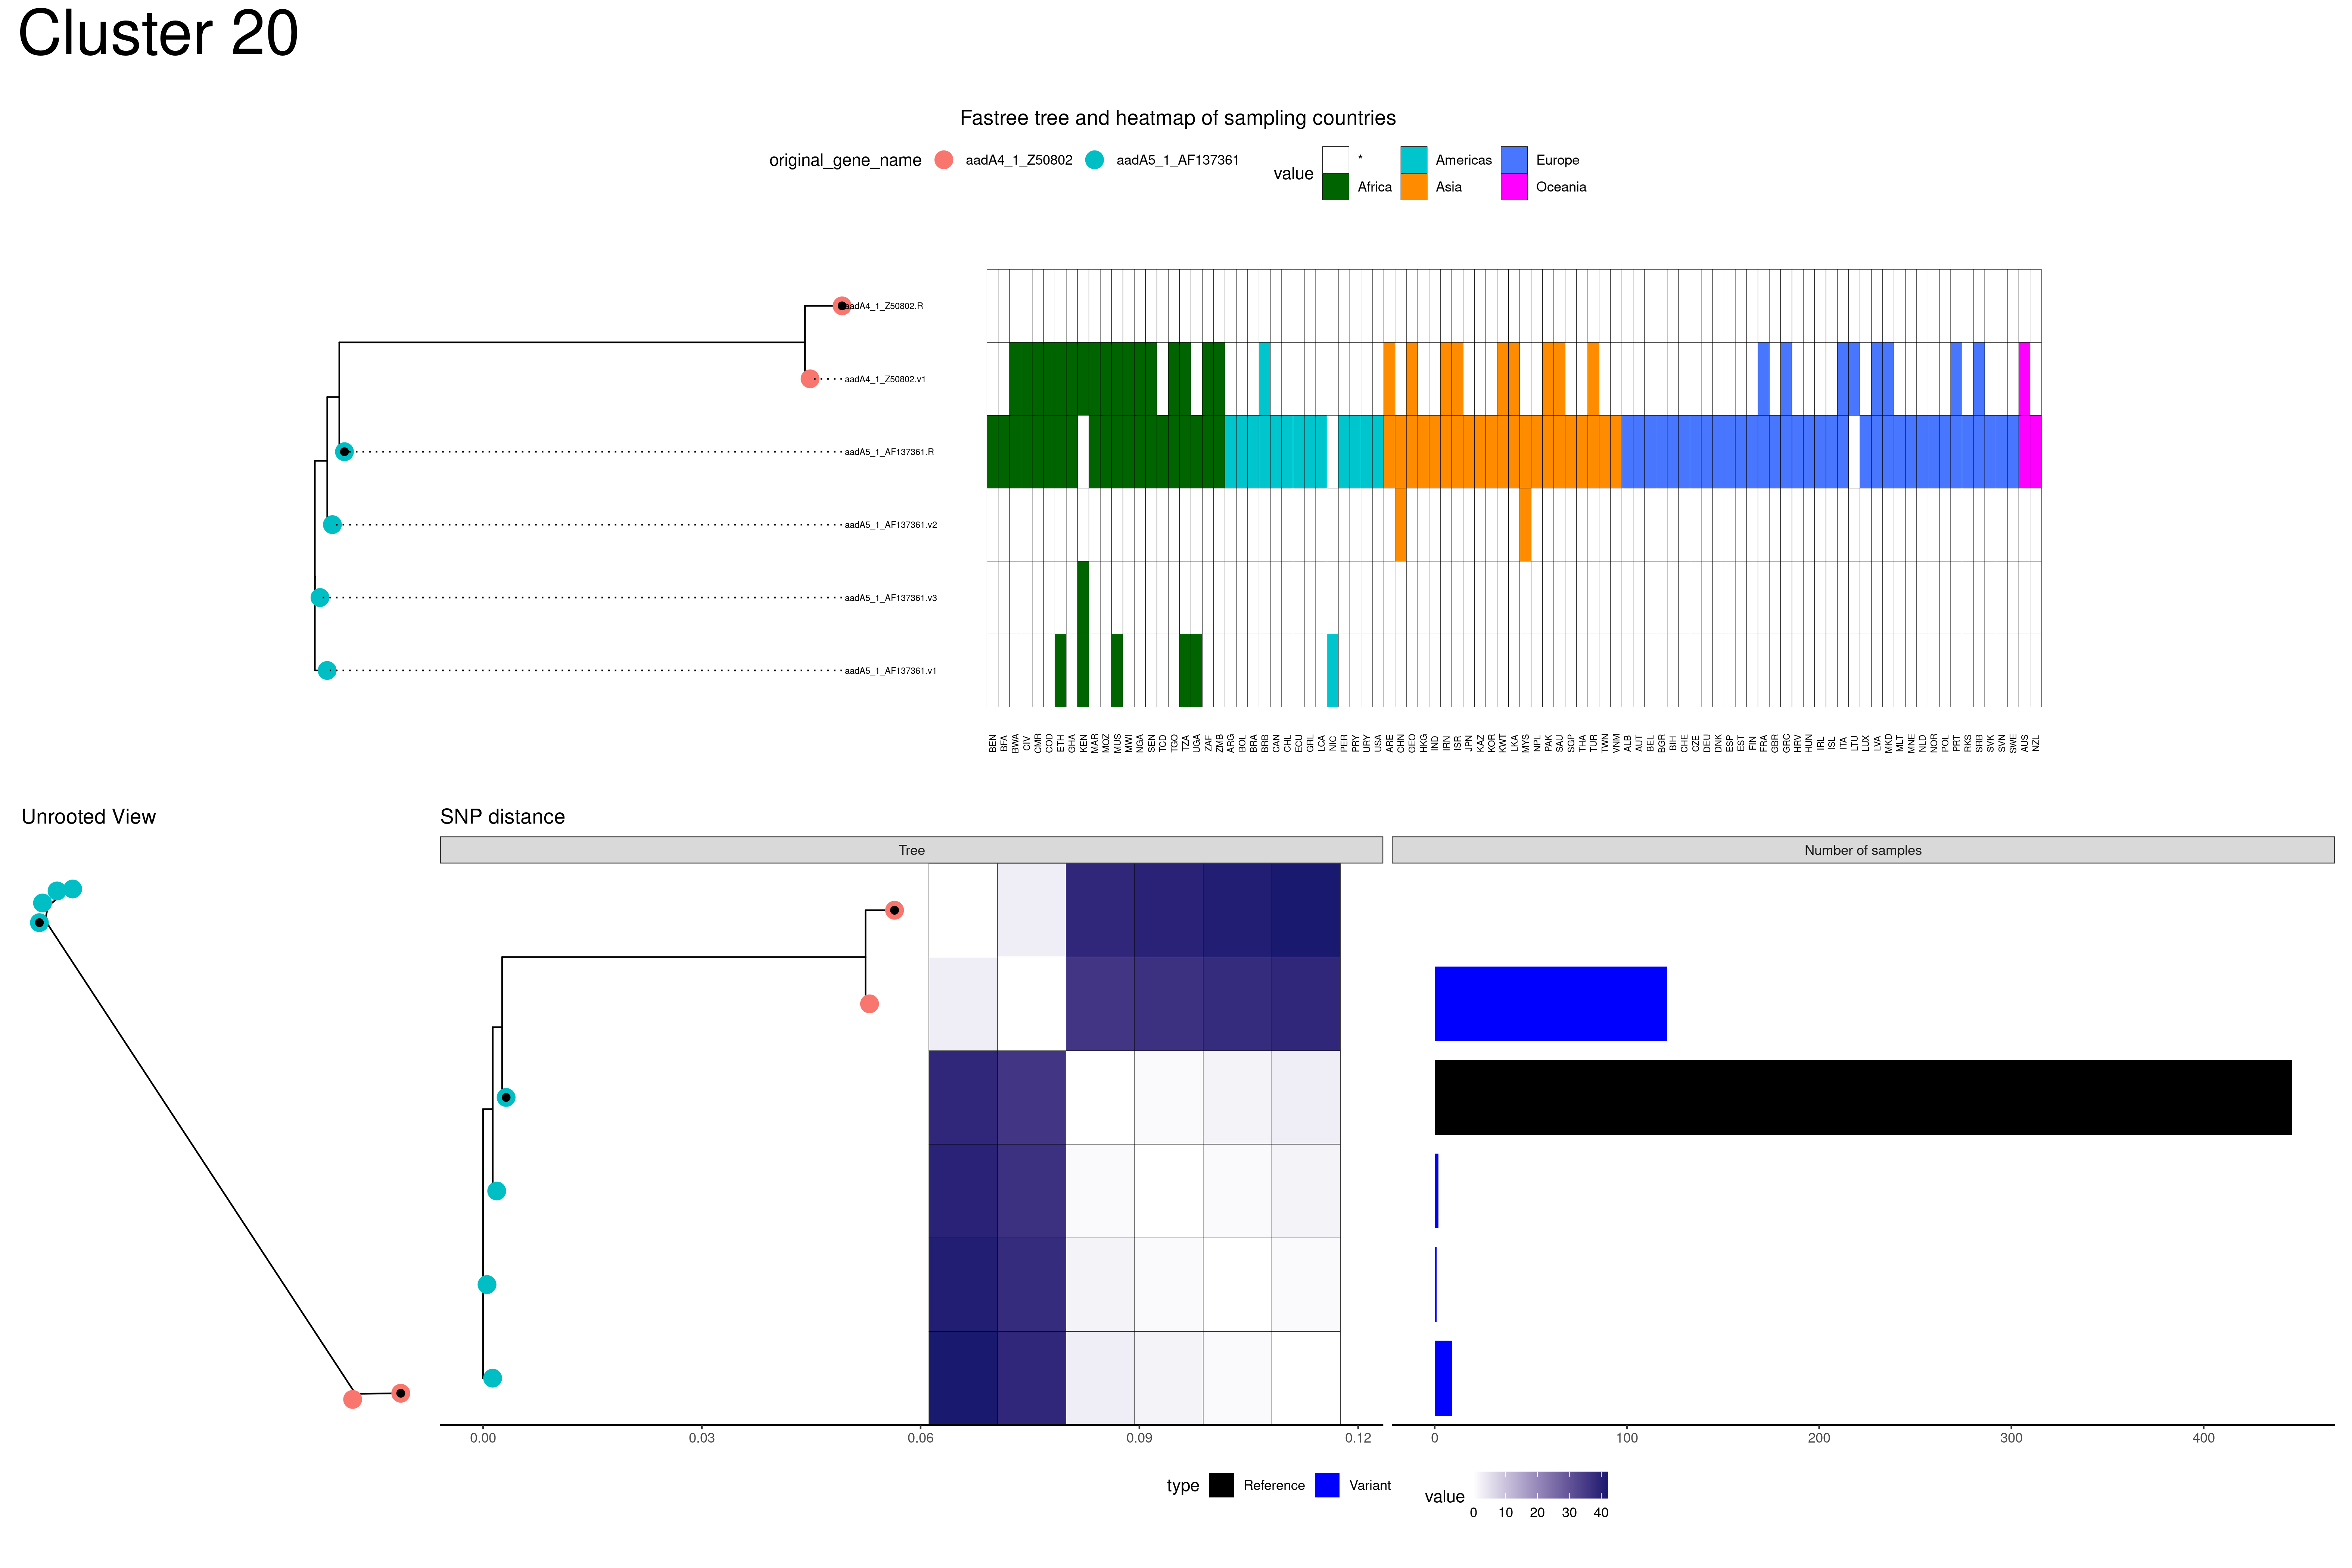 Cluster 20
Fastree tree and heatmap of sampling countries
original_gene_name aadA4_1_Z50802 aadA5_1_AF137361
value * Africa Americas Asia Europe Oceania
aadA4_1_Z50802.R
aadA4_1_Z50802.v1
aadA5_1_AF137361.R
aadA5_1_AF137361.v2
aadA5_1_AF137361.v3
aadA5_1_AF137361.v1
BEN BFA BWA CIV CMR COD ETH GHA KEN MAR MOZ MUS MWI NGA SEN TCD TGO TZA UGA ZAF ZMB ARG BOL BRA BRB CAN CHL ECU GRL LCA NIC PER PRY URY USA ARE CHN GEO HKG IND IRN ISR JPN KAZ KOR KWT LKA MYS NPL PAK SAU SGP THA TUR TWN VNM ALB AUT BEL BGR BIH CHE CZE DEU DNK ESP EST FIN FRA GBR GRC HRV HUN IRL ISL ITA LTU LUX LVA MKD MLT MNE NLD NOR POL PRT RKS SRB SVK SVN SWE AUS NZL
Unrooted View
SNP distance
Tree
Number of samples
0.00 0.03 0.06 0.09 0.12
0 100 200 300 400
type Reference Variant
value
0 10 20 30 40